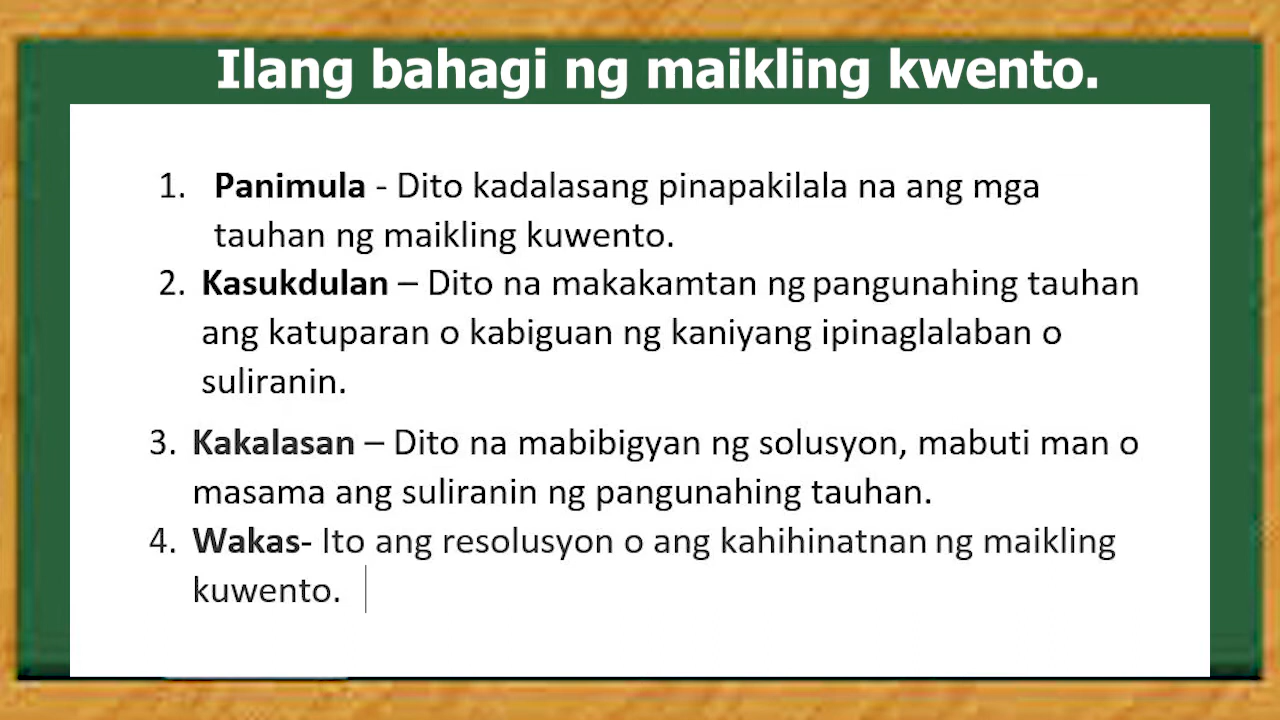 Ilang bahagi ng maikling kwento.
1. Panimula - Dito kadalasang pinapakilala na ang mga
tauhan ng maikling kuwento.
2. Kasukdulan – Dito na makakamtan ng pangunahing tauhan
ang katuparan o kabiguan ng kaniyang ipinaglalaban o
suliranin.
3. Kakalasan – Dito na mabibigyan ng solusyon, mabuti man o
masama ang suliranin ng pangunahing tauhan.
4. Wakas- Ito ang resolusyon o ang kahihinatnan ng maikling
kuwento.